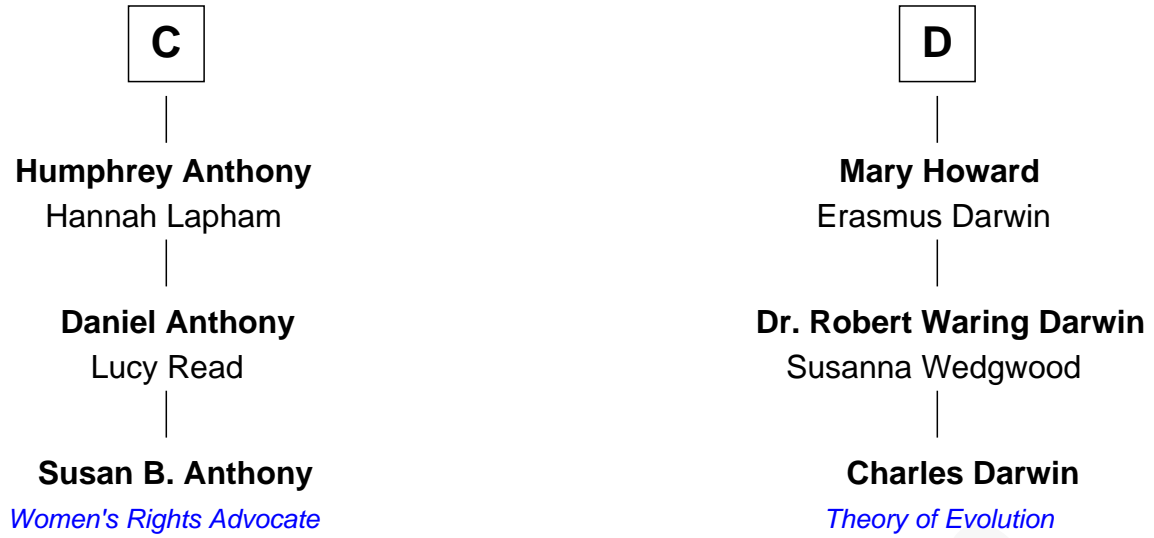 C
Humphrey Anthony
Hannah Lapham
Daniel Anthony
Lucy Read
Susan B. Anthony
Women's Rights Advocate
D
Mary Howard
Erasmus Darwin
Dr. Robert Waring Darwin
Susanna Wedgwood
Charles Darwin
Theory of Evolution